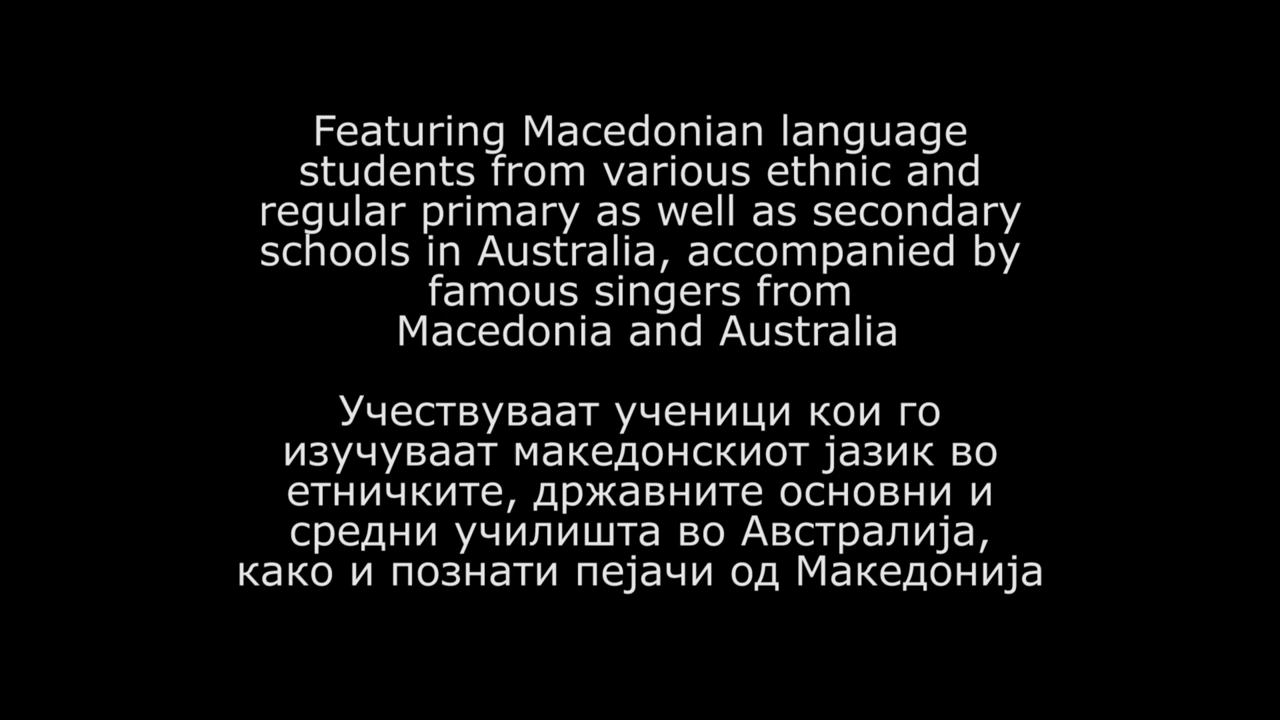 Featuring Macedonian language
students from various ethnic and
regular primary as well as secondary
schools in Australia, accompanied by
famous singers from
Macedonia and Australia
Учествуваат ученици кои го
изучуваат македонскиот јазик во
етничките, државните основни и
средни училишта во Австралија,
како и познати пејачи од Македонија